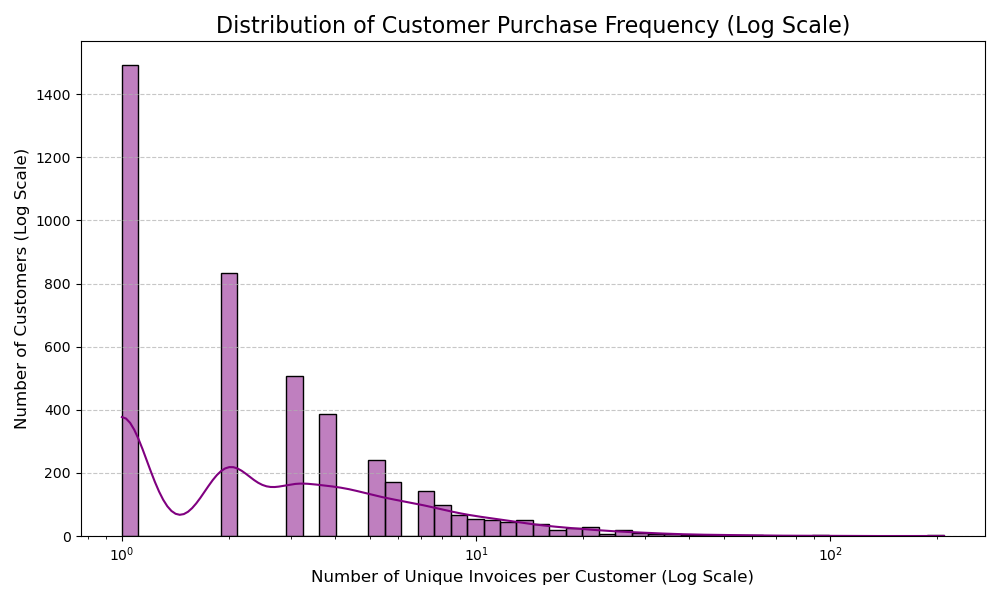 Distribution of Customer Purchase Frequency (Log Scale)
Number of Customers (Log Scale)
1400
1200
1000
800
600
400
200
0
10⁰ 10¹ 10²
Number of Unique Invoices per Customer (Log Scale)